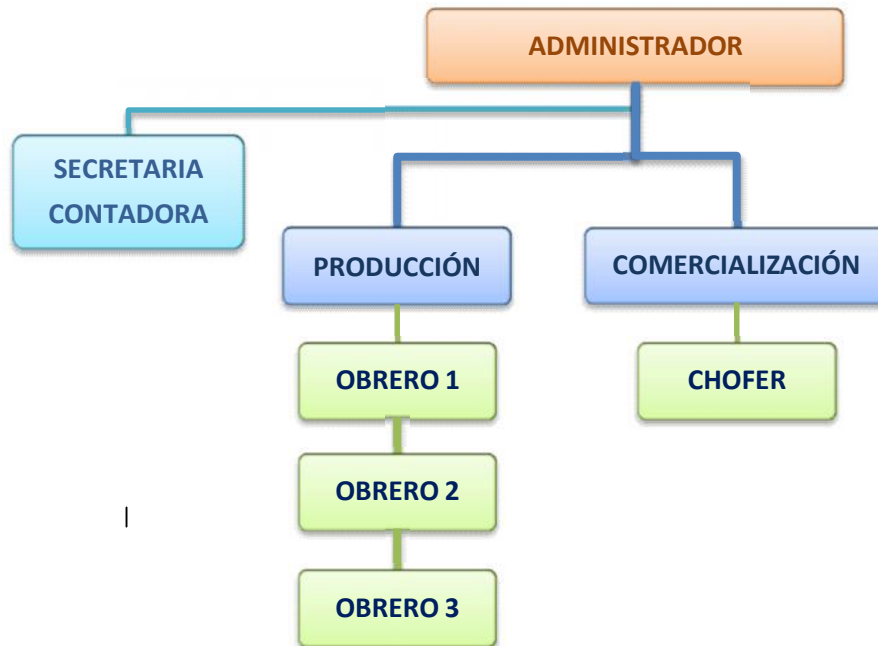 ADMINISTRADOR
SECRETARIA
CONTADORA
PRODUCCIÓN
COMERCIALIZACIÓN
OBRERO 1
CHOFER
OBRERO 2
OBRERO 3